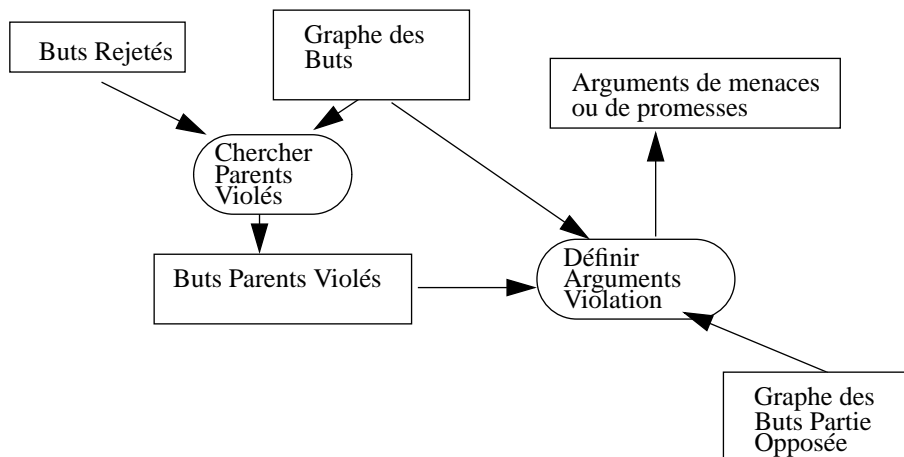 Buts Rejetés
Graphe des
Buts
Arguments de menaces
ou de promesses
Chercher
Parents
Violés
Buts Parents Violés
Définir
Arguments
Violation
Graphe des
Buts Partie
Opposée